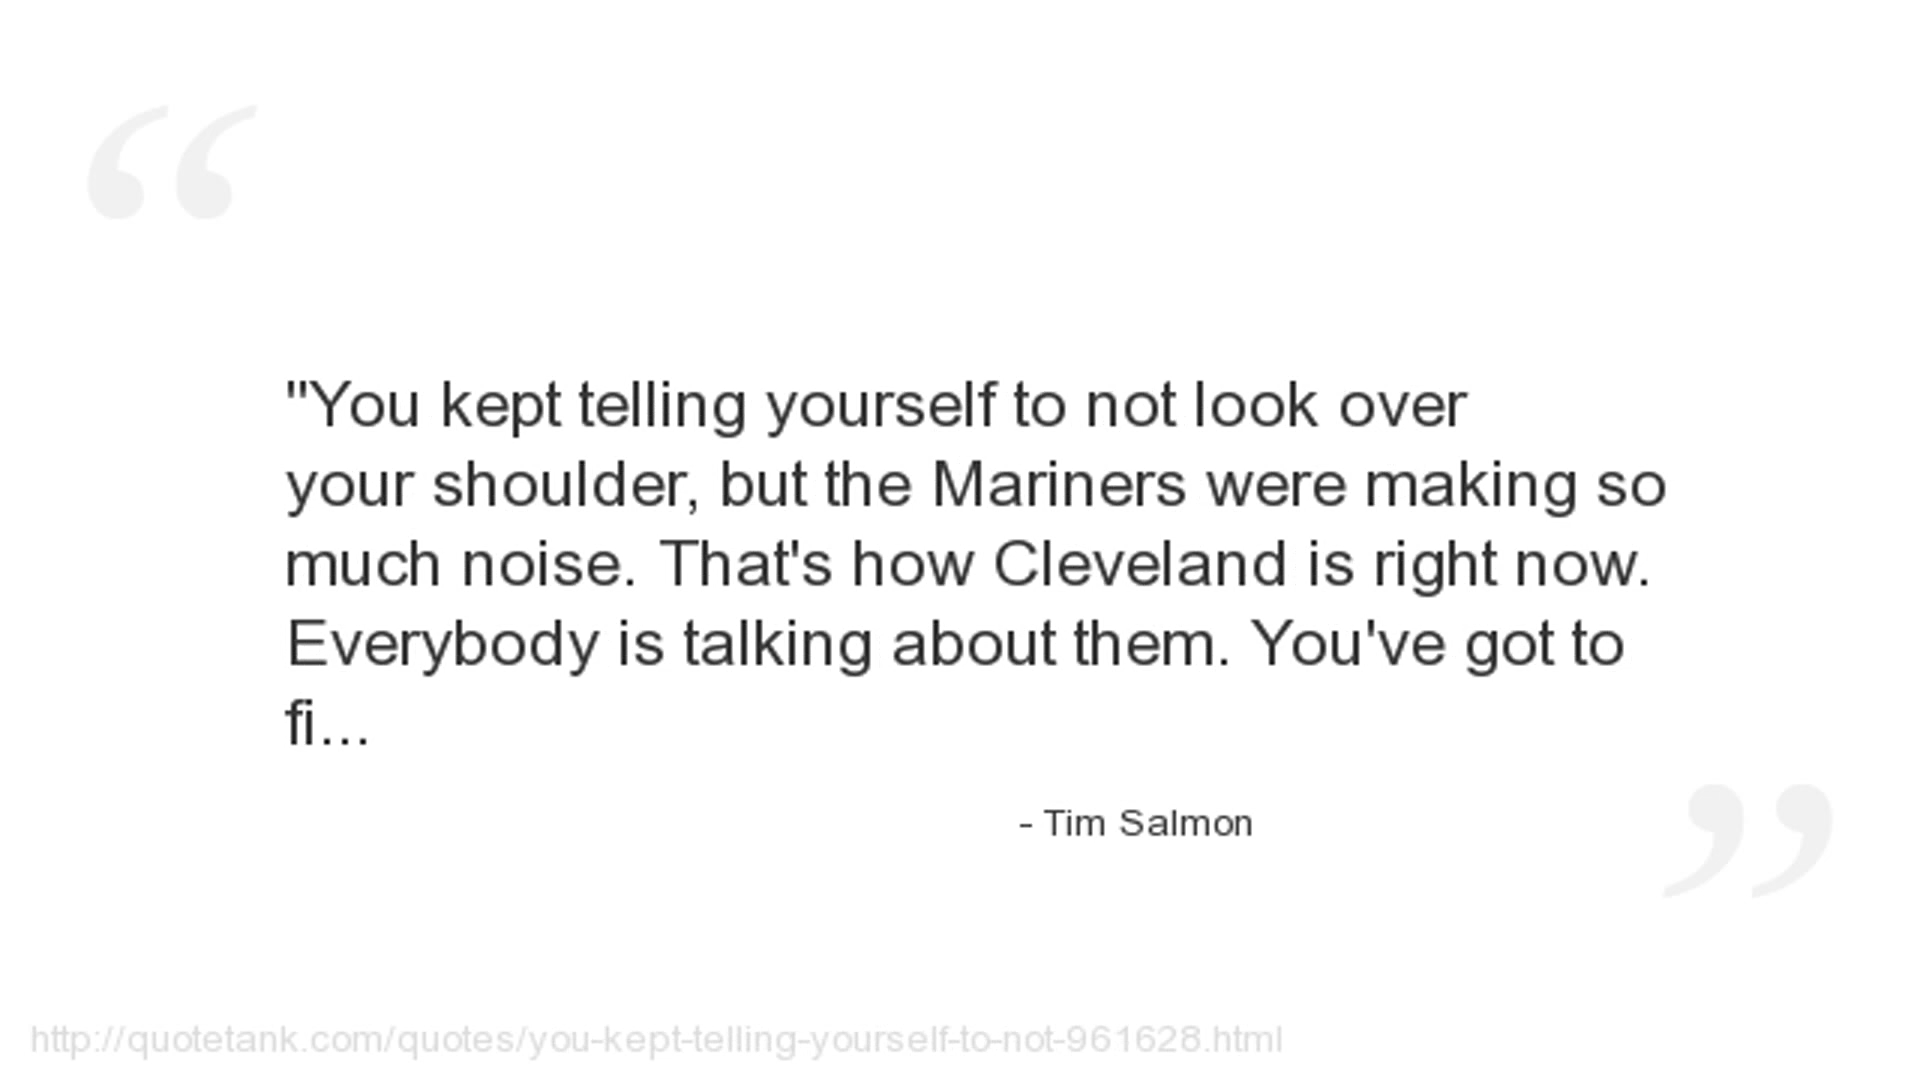 "You kept telling yourself to not look over
your shoulder, but the Mariners were making so
much noise. That's how Cleveland is right now.
Everybody is talking about them. You've got to
fi...
- Tim Salmon
http://quotetank.com/quotes/you-kept-telling-yourself-to-not-961628.html